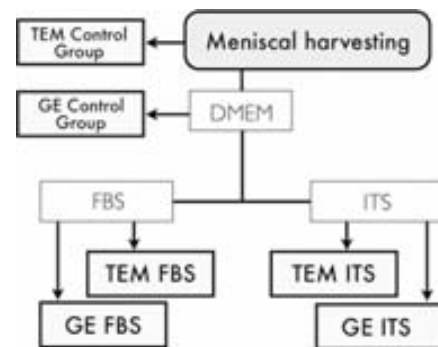 TEM Control
Group
Meniscal harvesting
GE Control
Group
DMEM
FBS
ITS
TEM FBS
TEM ITS
GE FBS
GE ITS